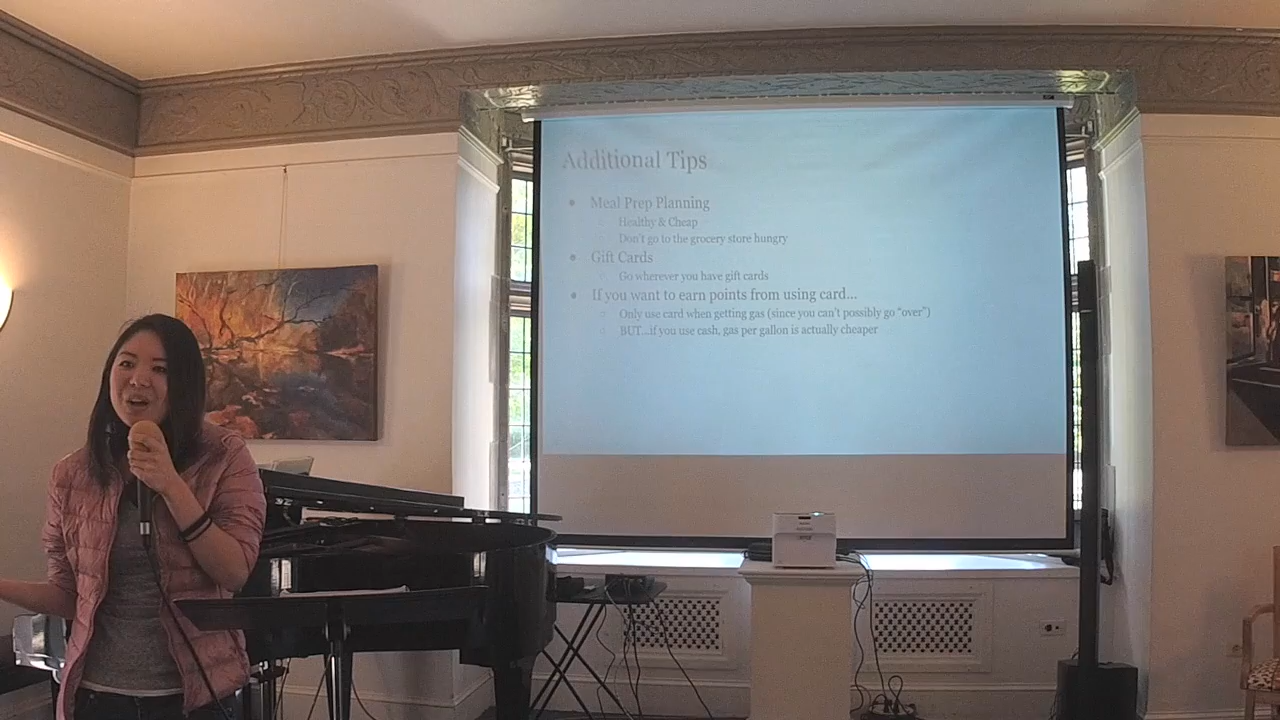 Additional Tips
● Meal Prep Planning
○ Healthy & Cheap
○ Don't go to the grocery store hungry
● Gift Cards
○ Go wherever you have gift cards
● If you want to earn points from using card...
○ Only use card when getting gas (since you can't possibly go “over”)
○ BUT...if you use cash, gas per gallon is actually cheaper